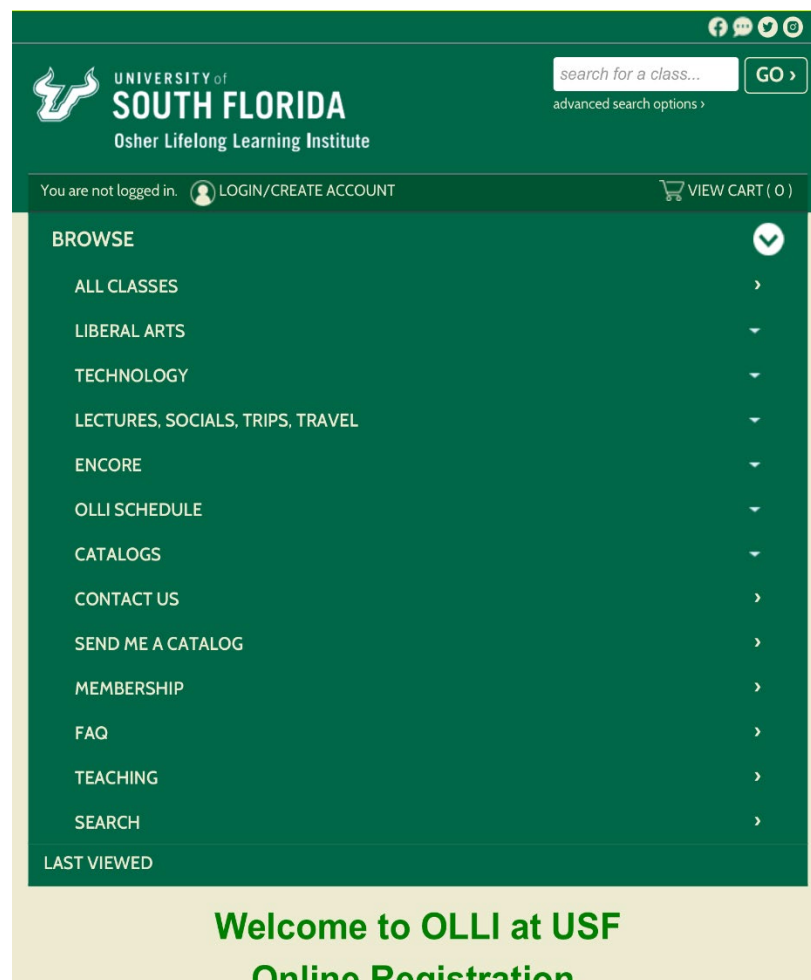 search for a class...
GO ›
advanced search options ›
UNIVERSITY of
SOUTH FLORIDA
Osher Lifelong Learning Institute
You are not logged in. LOGIN/CREATE ACCOUNT VIEW CART ( 0 )
BROWSE
ALL CLASSES ›
LIBERAL ARTS
TECHNOLOGY
LECTURES, SOCIALS, TRIPS, TRAVEL
ENCORE
OLLI SCHEDULE
CATALOGS
CONTACT US ›
SEND ME A CATALOG ›
MEMBERSHIP ›
FAQ ›
TEACHING ›
SEARCH ›
LAST VIEWED
Welcome to OLLI at USF
Online Registration